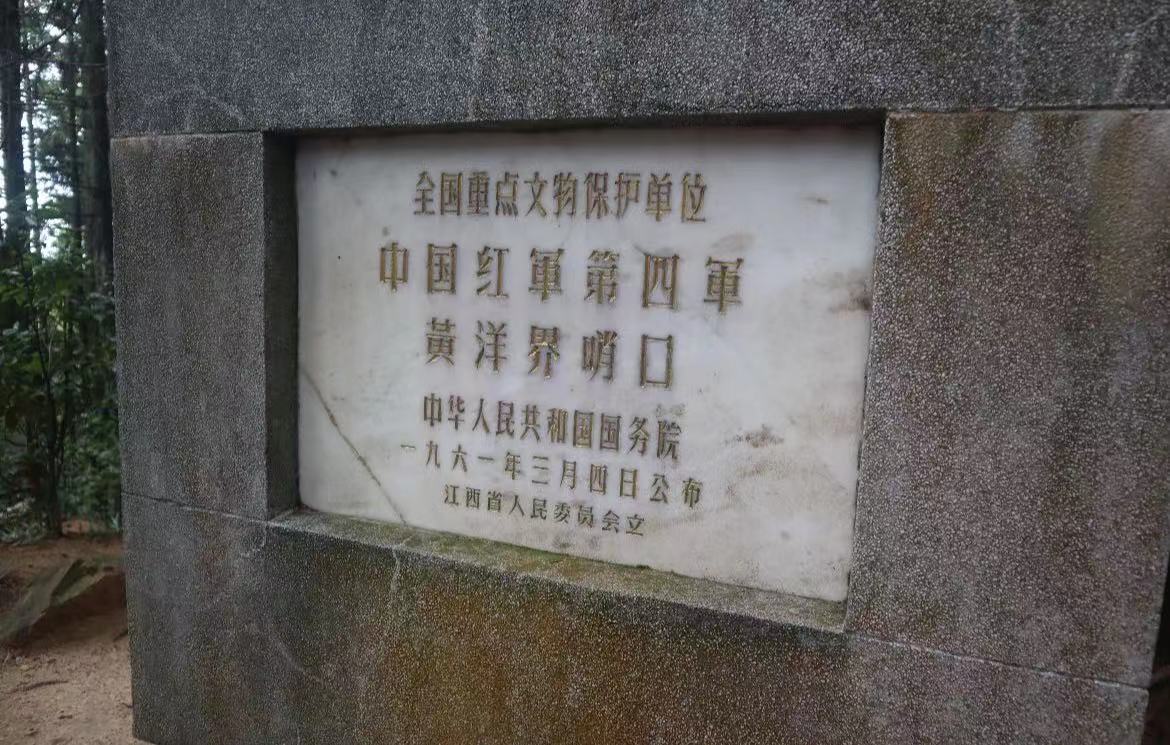 全国重点文物保护单位
中国红軍第四軍
黄洋界哨口
中华人民共和国国务院
一九六一年三月四日公布
江西省人民委员会立